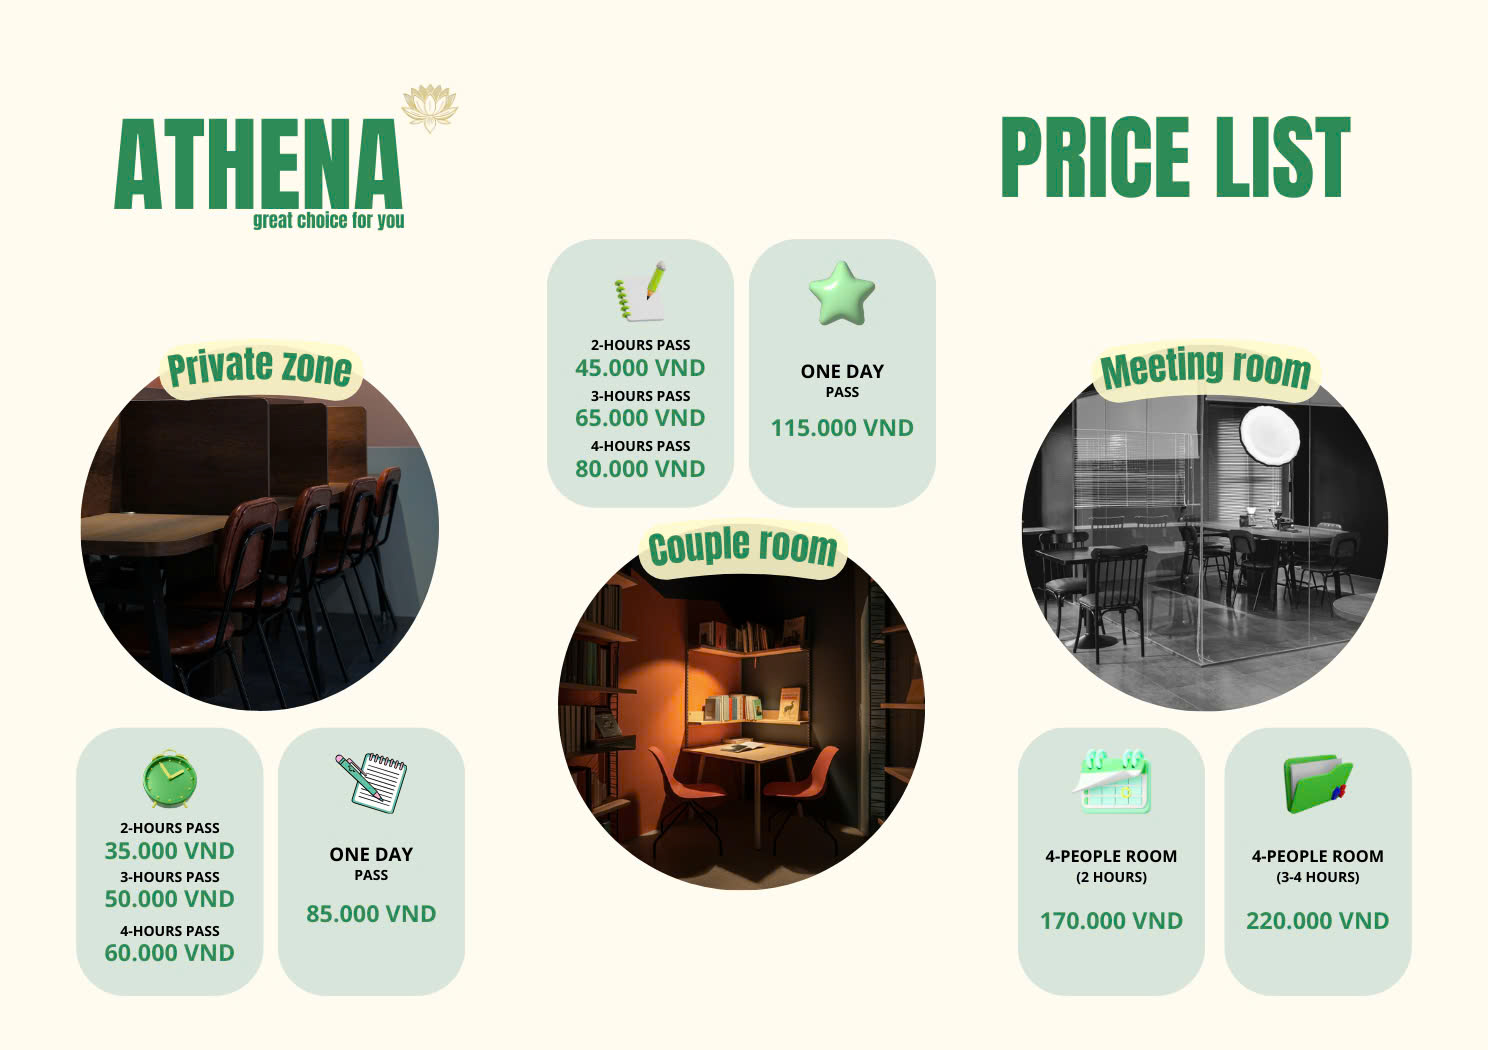 ATHENA
great choice for you
PRICE LIST
Private zone
2-HOURS PASS
35.000 VND
3-HOURS PASS
50.000 VND
4-HOURS PASS
60.000 VND
ONE DAY
PASS
85.000 VND
2-HOURS PASS
45.000 VND
3-HOURS PASS
65.000 VND
4-HOURS PASS
80.000 VND
ONE DAY
PASS
115.000 VND
Couple room
Meeting room
4-PEOPLE ROOM
(2 HOURS)
170.000 VND
4-PEOPLE ROOM
(3-4 HOURS)
220.000 VND